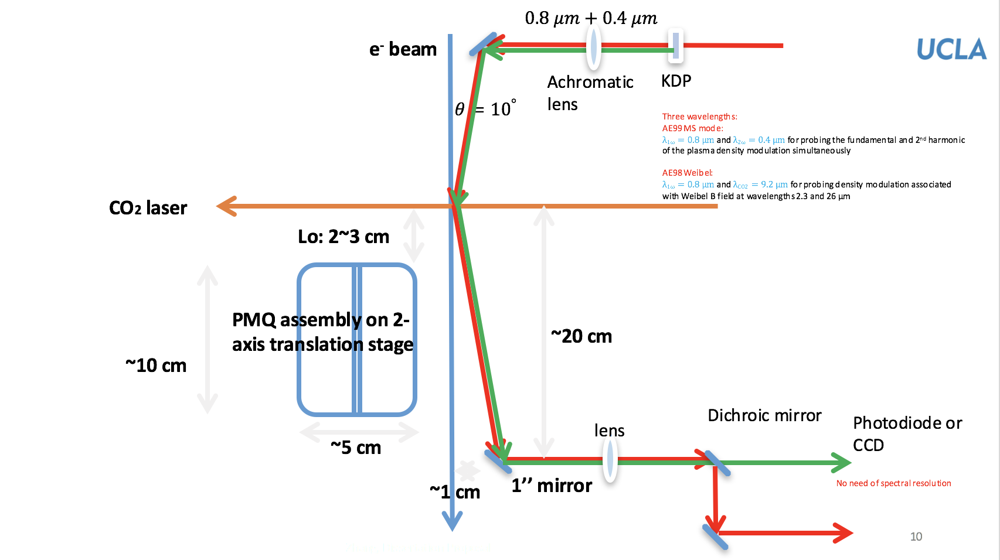 0.8 μm + 0.4 μm
e- beam
UCLA
Achromatic
lens
KDP
θ = 10°
Three wavelengths:
AE99 MS mode:
λ1ω = 0.8 μm and λ2ω = 0.4 μm for probing the fundamental and 2nd harmonic
of the plasma density modulation simultaneously
AE98 Weibel:
λ1ω = 0.8 μm and λCO2 = 9.2 μm for probing density modulation associated
with Weibel B field at wavelengths 2.3 and 26 μm
CO2 laser
Lo: 2~3 cm
PMQ assembly on 2-
axis translation stage
~20 cm
~10 cm
~5 cm
lens
Dichroic mirror
Photodiode or
CCD
~1 cm
1’’ mirror
No need of spectral resolution
10